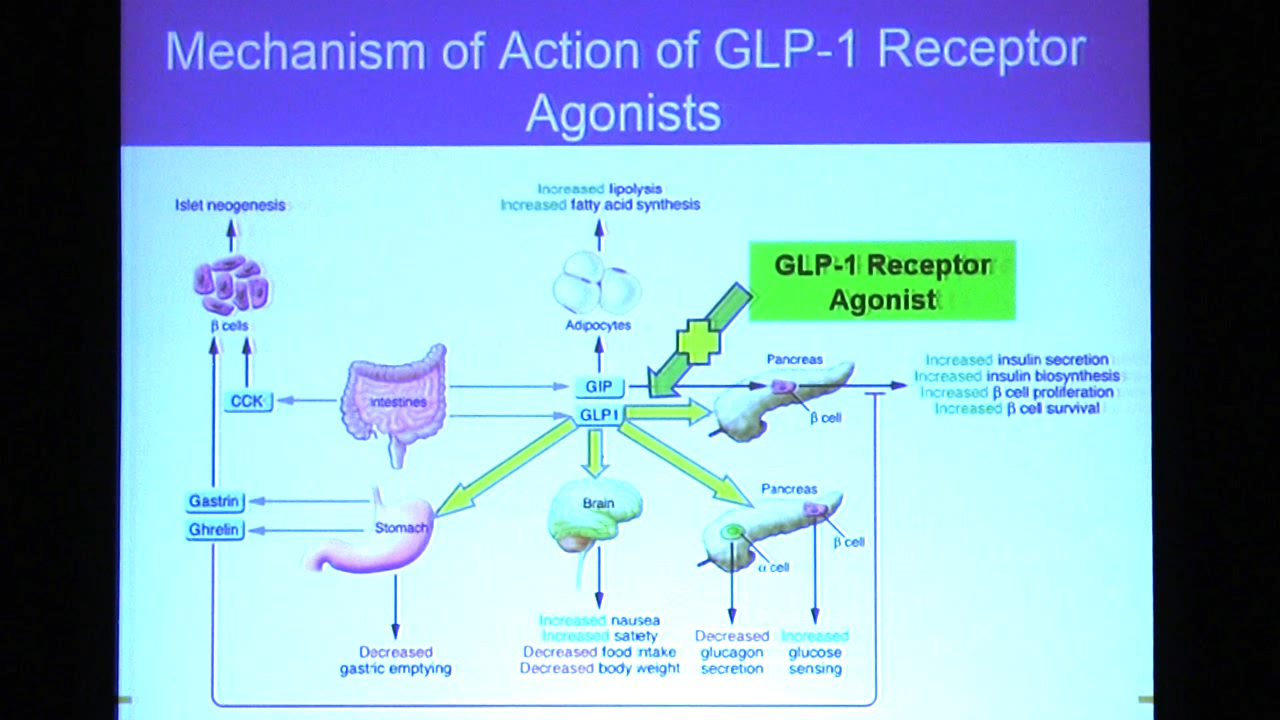 Mechanism of Action of GLP-1 Receptor
Agonists
Islet neogenesis
Increased lipolysis
Increased fatty acid synthesis
GLP-1 Receptor
Agonist
β cells
Adipocytes
CCK
Intestines
GIP
GLP1
Pancreas
β cell
Increased insulin secretion
Increased insulin biosynthesis
Increased β cell proliferation
Increased β cell survival
Gastrin
Ghrelin
Stomach
Brain
Pancreas
β cell
α cell
Decreased
gastric emptying
Increased nausea
Increased satiety
Decreased food intake
Decreased body weight
Decreased
glucagon
secretion
Increased
glucose
sensing